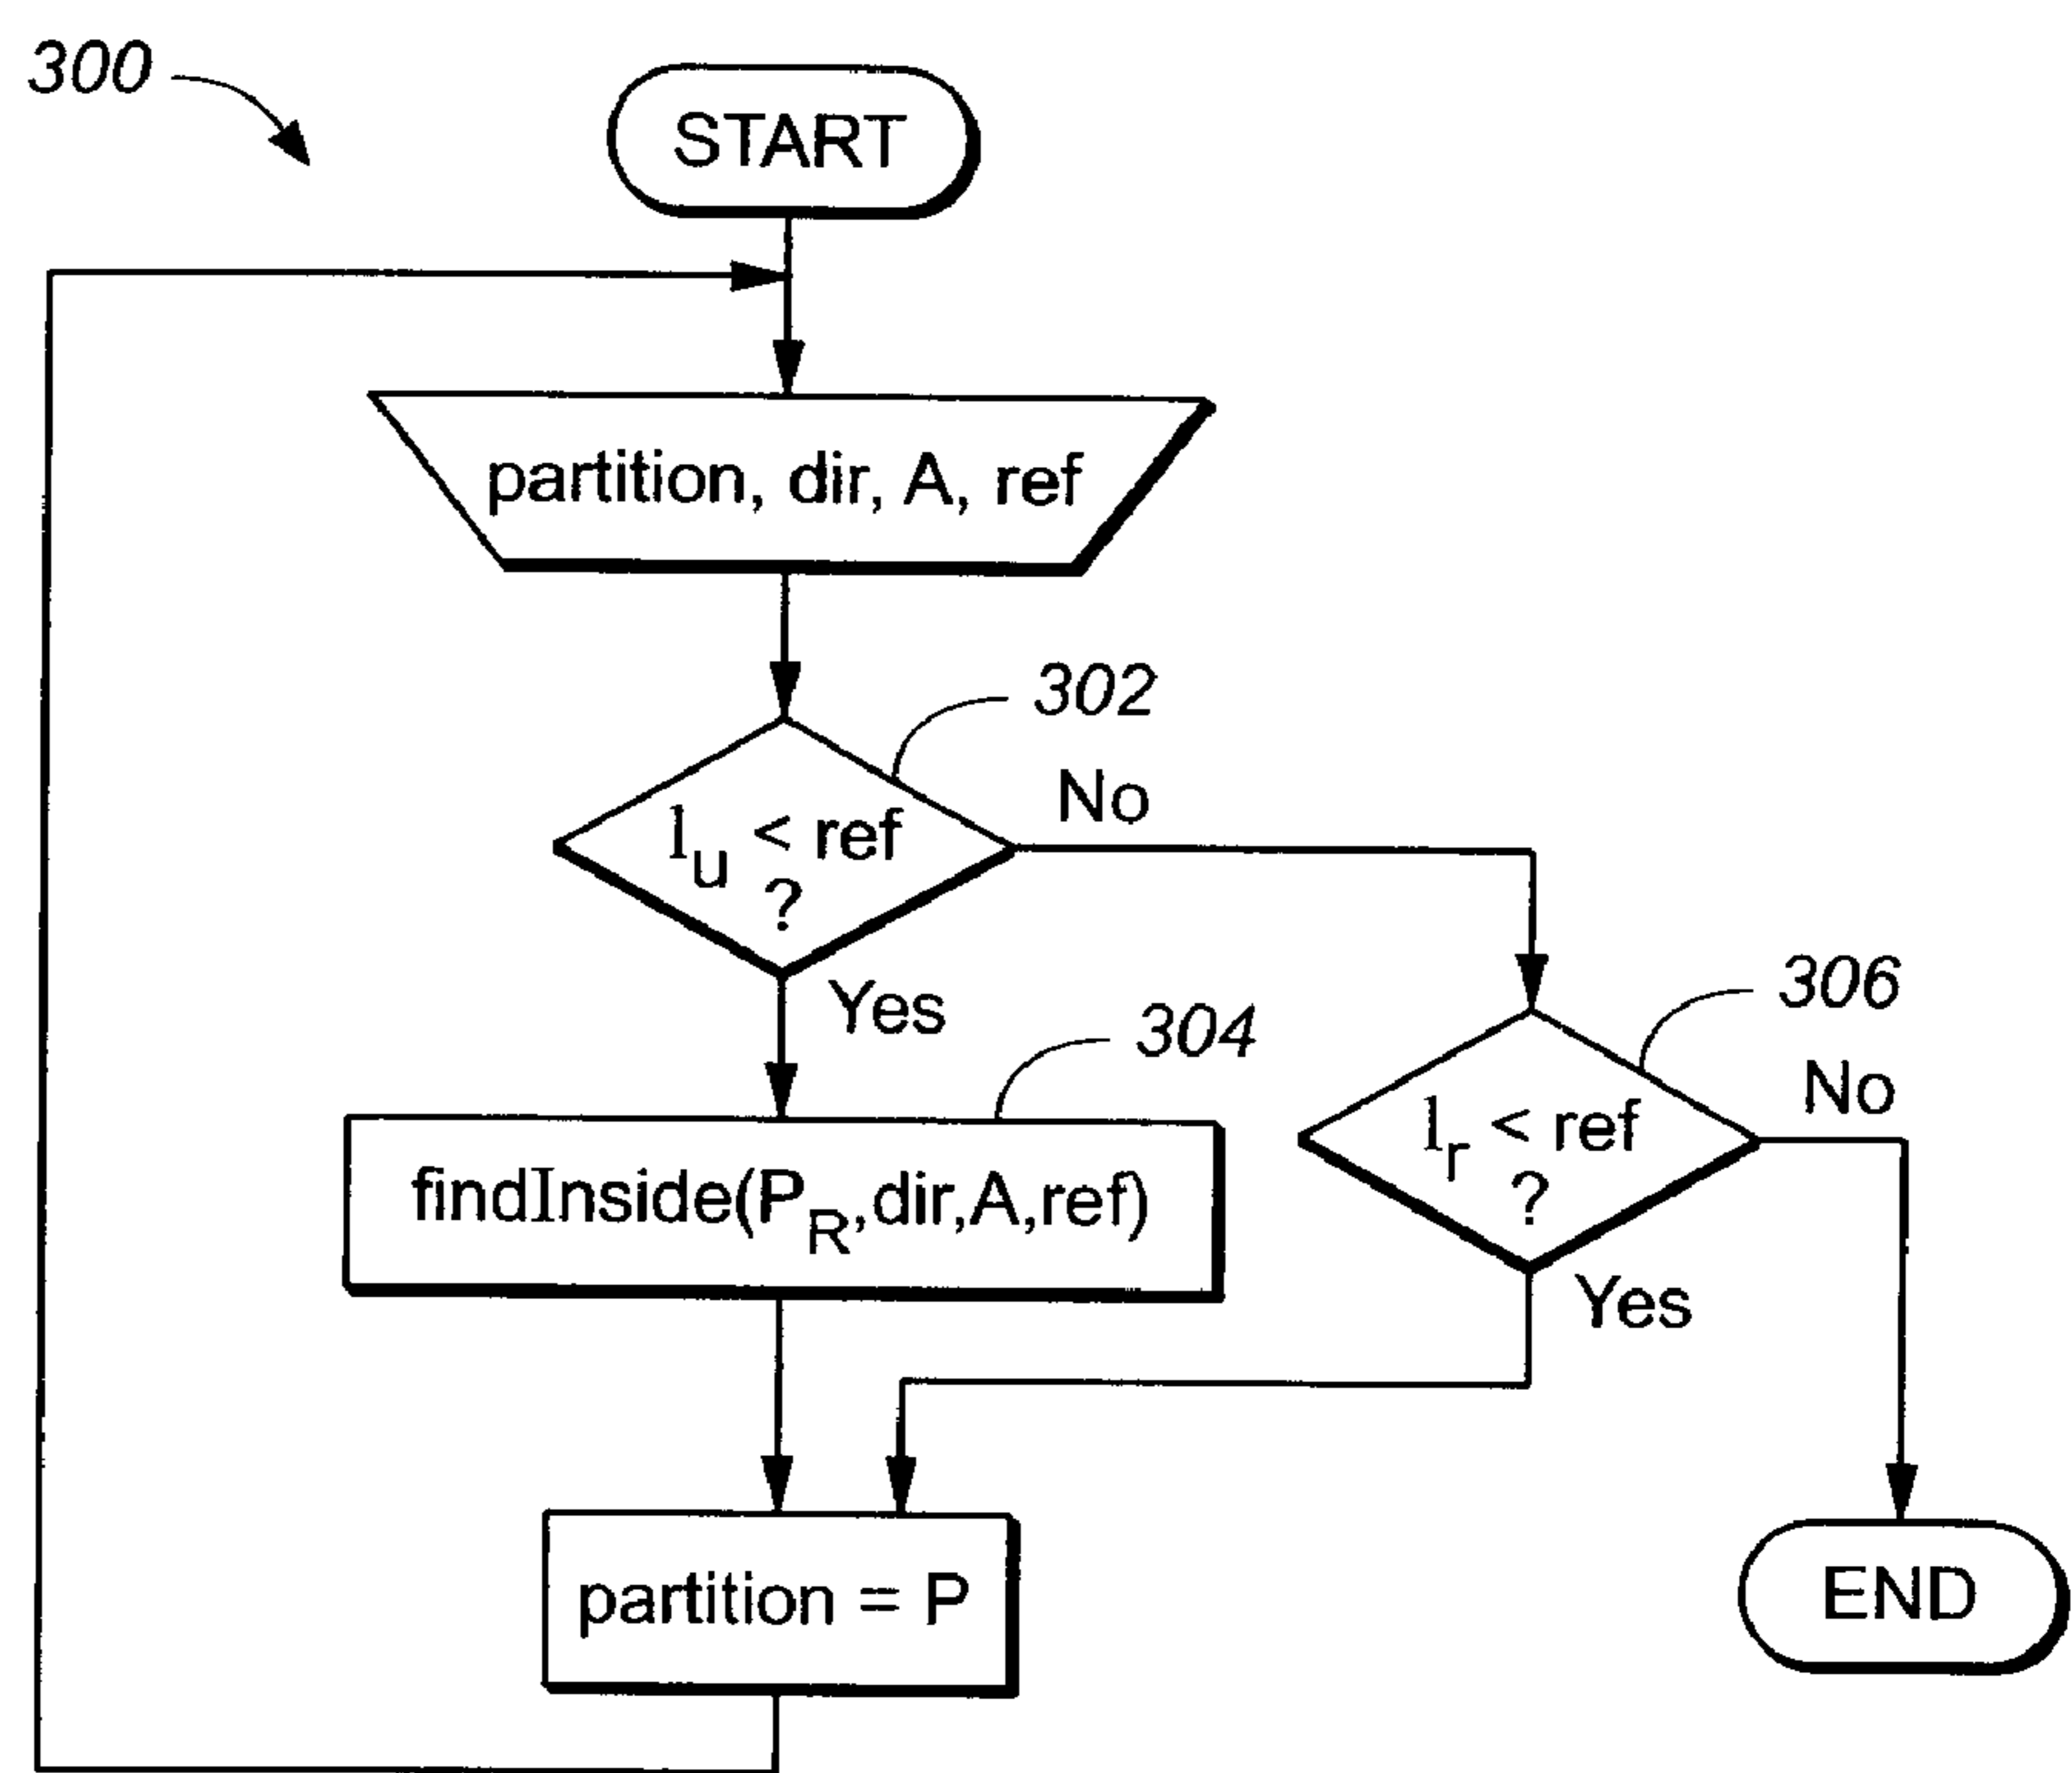 300
START
partition, dir, A, ref
302
l_u < ref
?
No
Yes
304
findInside(P_R,dir,A,ref)
306
l_r < ref
?
No
Yes
partition = P
END